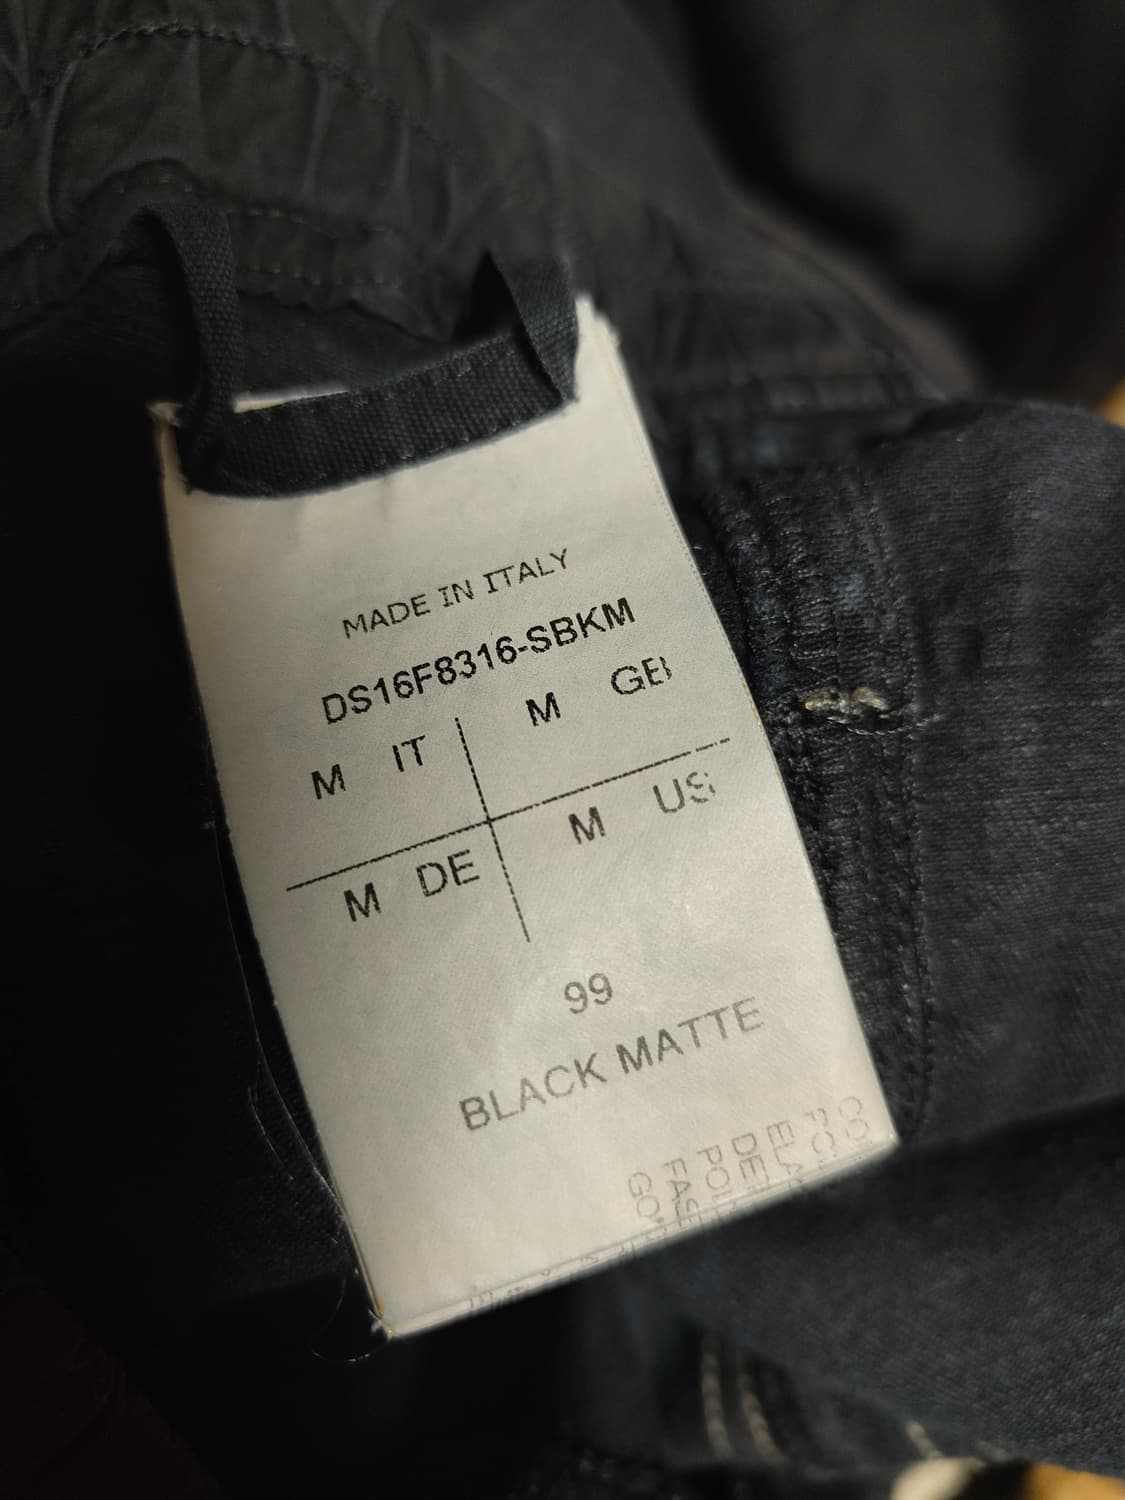 MADE IN ITALY
DS16F8316-SBKM
M IT M GB
M DE M US
99
BLACK MATTE